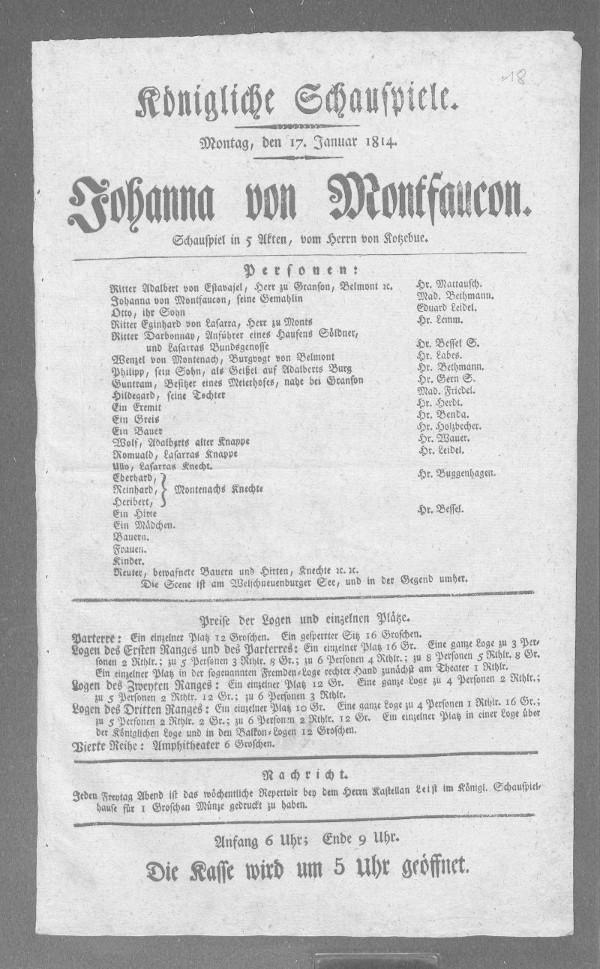 18
Königliche Schauspiele.
Montag, den 17. Januar 1814.
Johanna von Montfaucon.
Schauspiel in 5 Akten, vom Herrn von Kotzebue.
Personen:
Ritter Adalbert von Estavajel, Herr zu Granson, Belmont ꝛc. Hr. Mattausch.
Johanna von Montfaucon, seine Gemahlin Mad. Bethmann.
Otto, ihr Sohn Eduard Leidel.
Ritter Eginhard von Lasarra, Herr zu Monts Hr. Lemm.
Ritter Darbonnay, Anführer eines Haufens Söldner,
und Lasarras Bundsgenosse Hr. Bessel S.
Wenzel von Montenach, Burgvogt von Belmont Hr. Labes.
Philipp, sein Sohn, als Geißel auf Adalberts Burg Hr. Bethmann.
Guntram, Besitzer eines Meierhofes, nahe bei Granson Hr. Gern S.
Hildegard, seine Tochter Mad. Friedel.
Ein Eremit Hr. Herdt.
Ein Greis Hr. Benda.
Ein Bauer Hr. Holzbecher.
Wolf, Adalberts alter Knappe Hr. Wauer.
Romuald, Lasarras Knappe Hr. Leidel.
Ullo, Lasarras Knecht.
Eberhard, Hr. Buggenhagen.
Reinhard, } Montenachs Knechte
Heribert,
Ein Hirte Hr. Bessel.
Ein Mädchen.
Bauern.
Frauen.
Kinder.
Reuter, bewafnete Bauern und Hirten, Knechte ꝛc. ꝛc.
Die Scene ist am Welschneuenburger See, und in der Gegend umher.
Preise der Logen und einzelnen Plätze.
Parterre: Ein einzelner Platz 12 Groschen. Ein gesperrter Sitz 16 Groschen.
Logen des Ersten Ranges und des Parterres: Ein einzelner Platz 16 Gr. Eine ganze Loge zu 3 Per-
sonen 2 Rthlr.; zu 5 Personen 3 Rthlr. 8 Gr.; zu 6 Personen 4 Rthlr.; zu 8 Personen 5 Rthlr. 8 Gr.
Ein einzelner Platz in der sogenannten Fremden-Loge rechter Hand zunächst am Theater 1 Rthlr.
Logen des Zweyten Ranges: Ein einzelner Platz 12 Gr. Eine ganze Loge zu 4 Personen 2 Rthlr.;
zu 5 Personen 2 Rthlr. 12 Gr.; zu 6 Personen 3 Rthlr.
Logen des Dritten Ranges: Ein einzelner Platz 10 Gr. Eine ganze Loge zu 4 Personen 1 Rthlr. 16 Gr.;
zu 5 Personen 2 Rthlr. 2 Gr.; zu 6 Personen 2 Rthlr. 12 Gr. Ein einzelner Platz in einer Loge über
der Königlichen Loge und in den Balkon-Logen 12 Groschen.
Vierte Reihe: Amphitheater 6 Groschen.
Nachricht.
Jeden Freytag Abend ist das wöchentliche Repertoir bey dem Herrn Kastellan Leist im Königl. Schauspiel-
hause für 1 Groschen Münze gedruckt zu haben.
Anfang 6 Uhr; Ende 9 Uhr.
Die Kasse wird um 5 Uhr geöffnet.